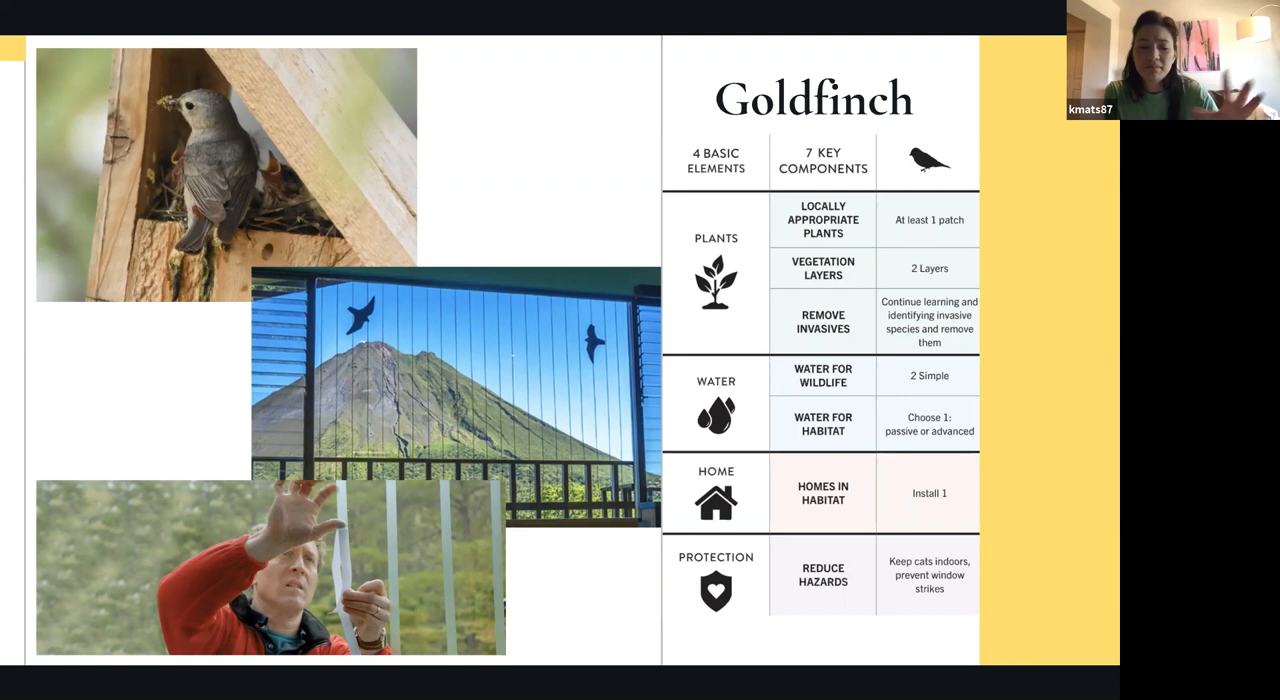 kmats87
Goldfinch
4 BASIC
ELEMENTS
7 KEY
COMPONENTS
PLANTS
LOCALLY
APPROPRIATE
PLANTS
At least 1 patch
VEGETATION
LAYERS
2 Layers
REMOVE
INVASIVES
Continue learning and
identifying invasive
species and remove
them
WATER
WATER FOR
WILDLIFE
2 Simple
WATER FOR
HABITAT
Choose 1:
passive or advanced
HOME
HOMES IN
HABITAT
Install 1
PROTECTION
REDUCE
HAZARDS
Keep cats indoors,
prevent window
strikes